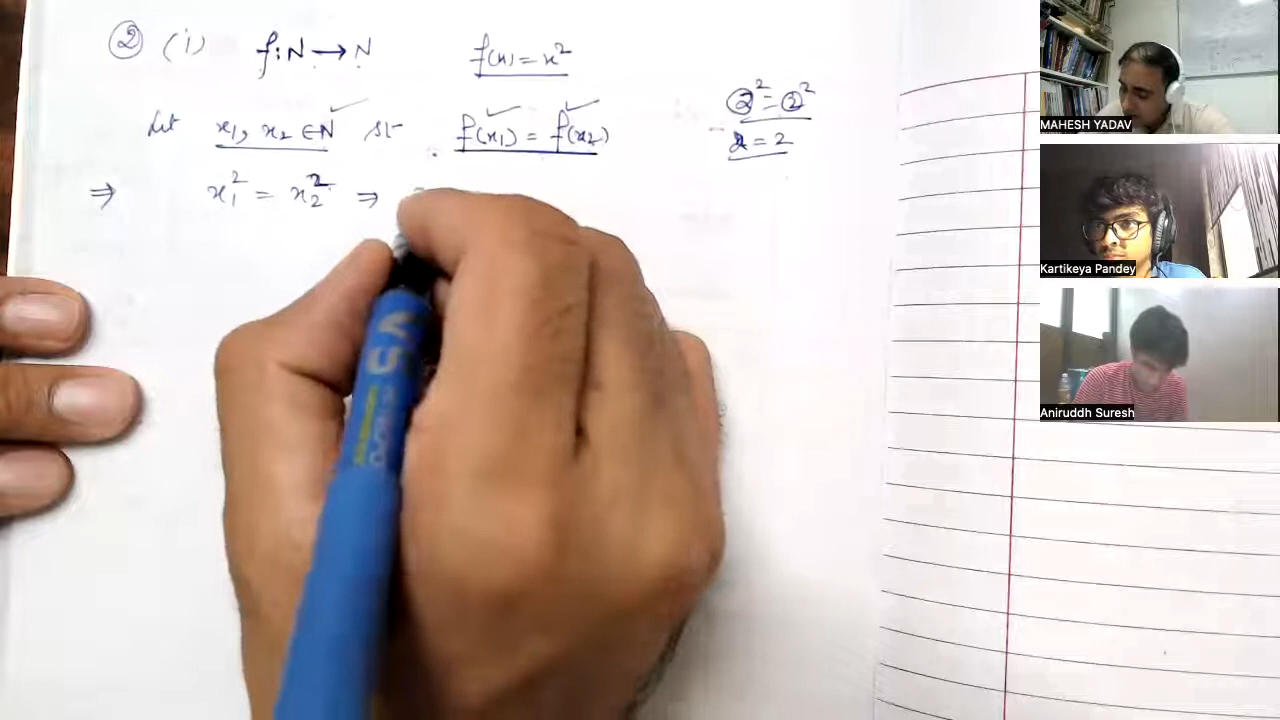 ② (i) f: N → N f(x) = x²
Let x₁, x₂ ∈ N st f(x₁) = f(x₂)
⇒ x₁² = x₂² ⇒
2² = 2²
2 = 2
V5
MAHESH YADAV
Kartikeya Pandey
Aniruddh Suresh